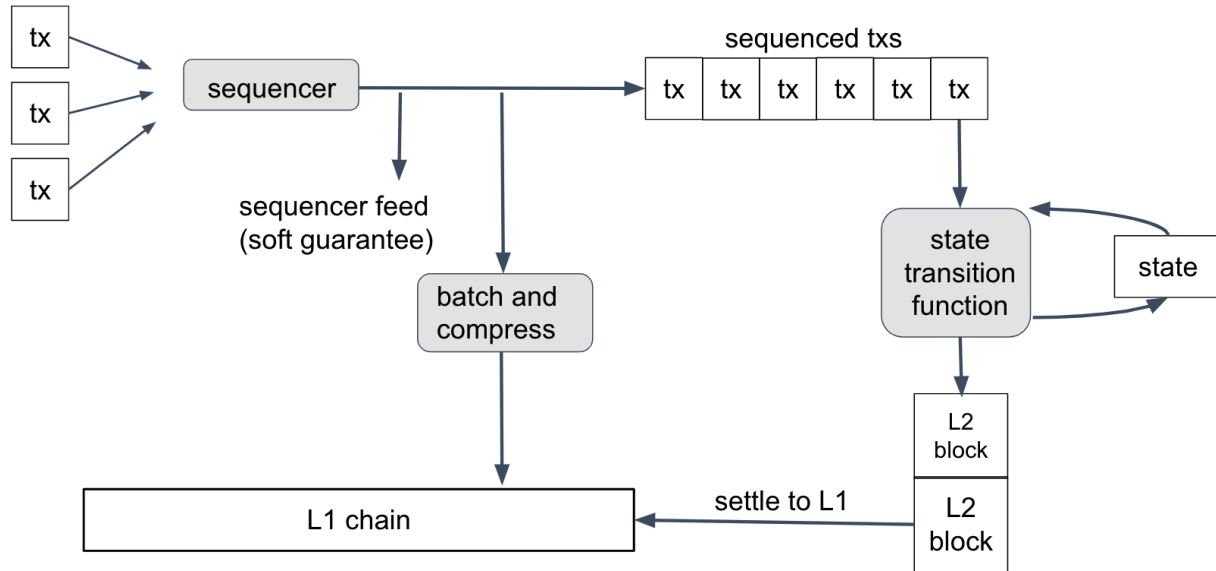 tx
tx
tx
sequencer
sequenced txs
tx tx tx tx tx tx
sequencer feed
(soft guarantee)
batch and
compress
state
transition
function
state
L2
block
L2
block
settle to L1
L1 chain